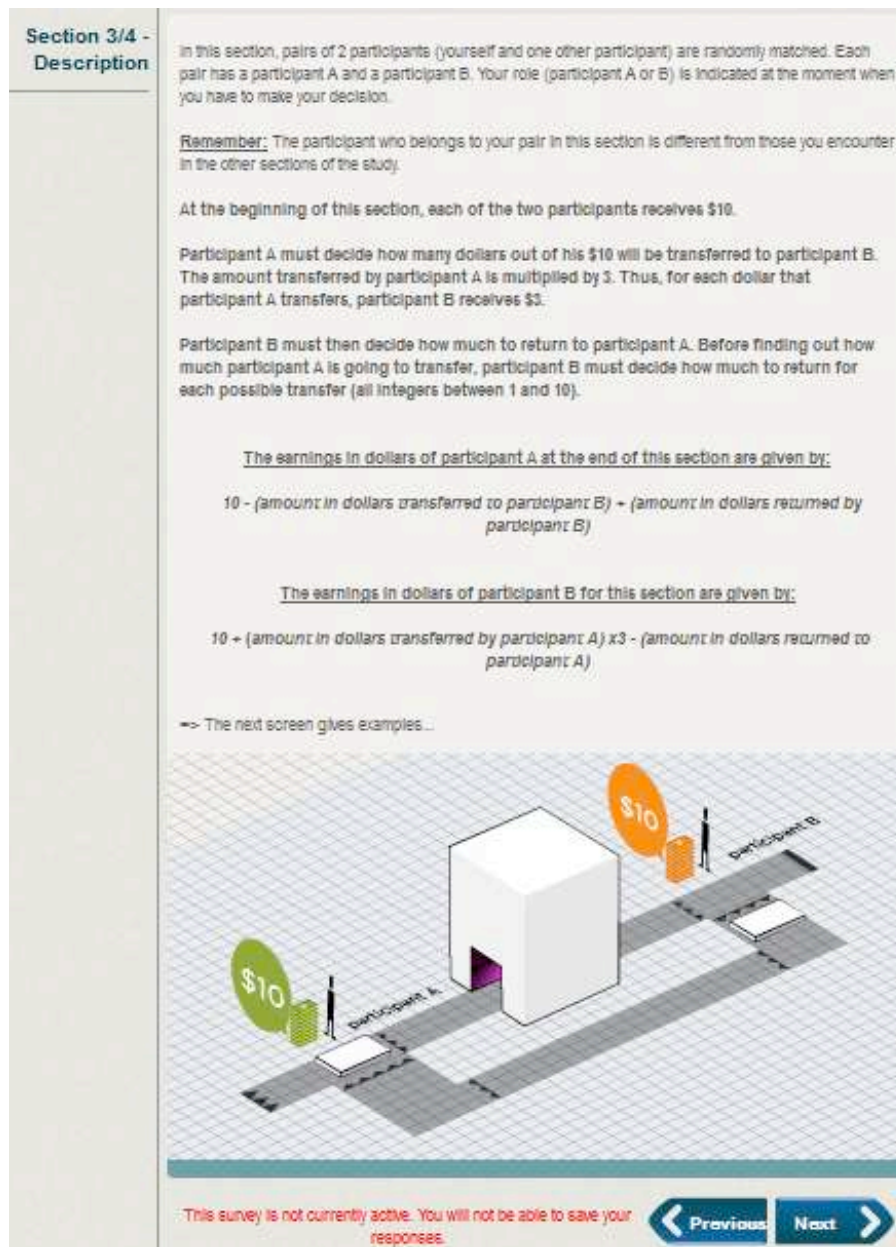 Section 3/4 -
Description
In this section, pairs of 2 participants (yourself and one other participant) are randomly matched. Each
pair has a participant A and a participant B. Your role (participant A or B) is indicated at the moment when
you have to make your decision.
Remember: The participant who belongs to your pair in this section is different from those you encounter
in the other sections of the study.
At the beginning of this section, each of the two participants receives $10.
Participant A must decide how many dollars out of his $10 will be transferred to participant B.
The amount transferred by participant A is multiplied by 3. Thus, for each dollar that
participant A transfers, participant B receives $3.
Participant B must then decide how much to return to participant A. Before finding out how
much participant A is going to transfer, participant B must decide how much to return for
each possible transfer (all integers between 1 and 10).
The earnings in dollars of participant A at the end of this section are given by:
10 - (amount in dollars transferred to participant B) + (amount in dollars returned by
participant B)
The earnings in dollars of participant B for this section are given by:
10 + (amount in dollars transferred by participant A) x3 - (amount in dollars returned to
participant A)
=> The next screen gives examples...
$10
participant B
$10
participant A
This survey is not currently active. You will not be able to save your
responses.
Previous
Next